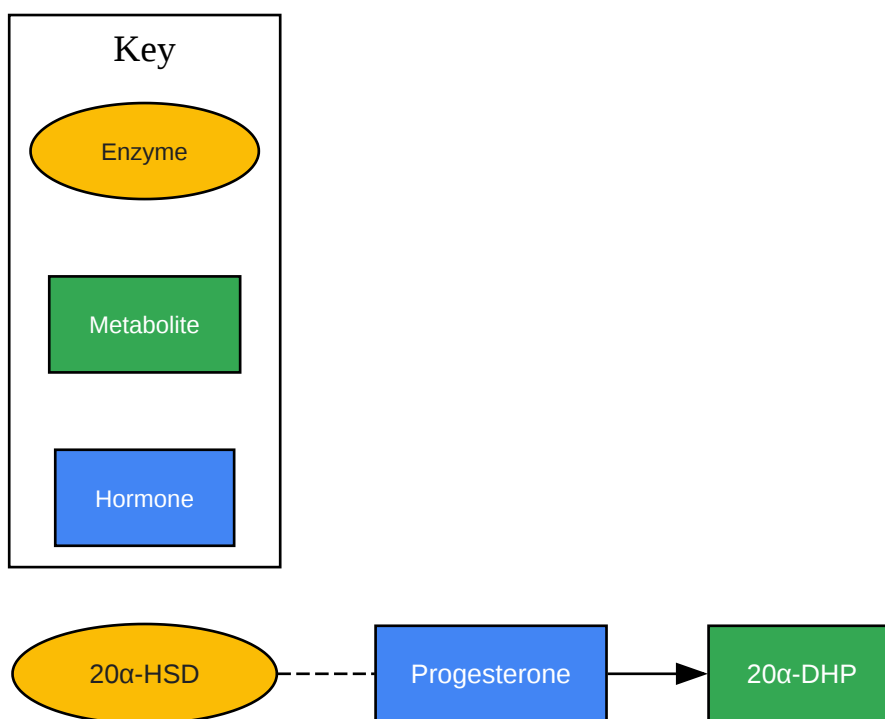 Key
Enzyme
Metabolite
Hormone
20α-HSD
Progesterone
20α-DHP